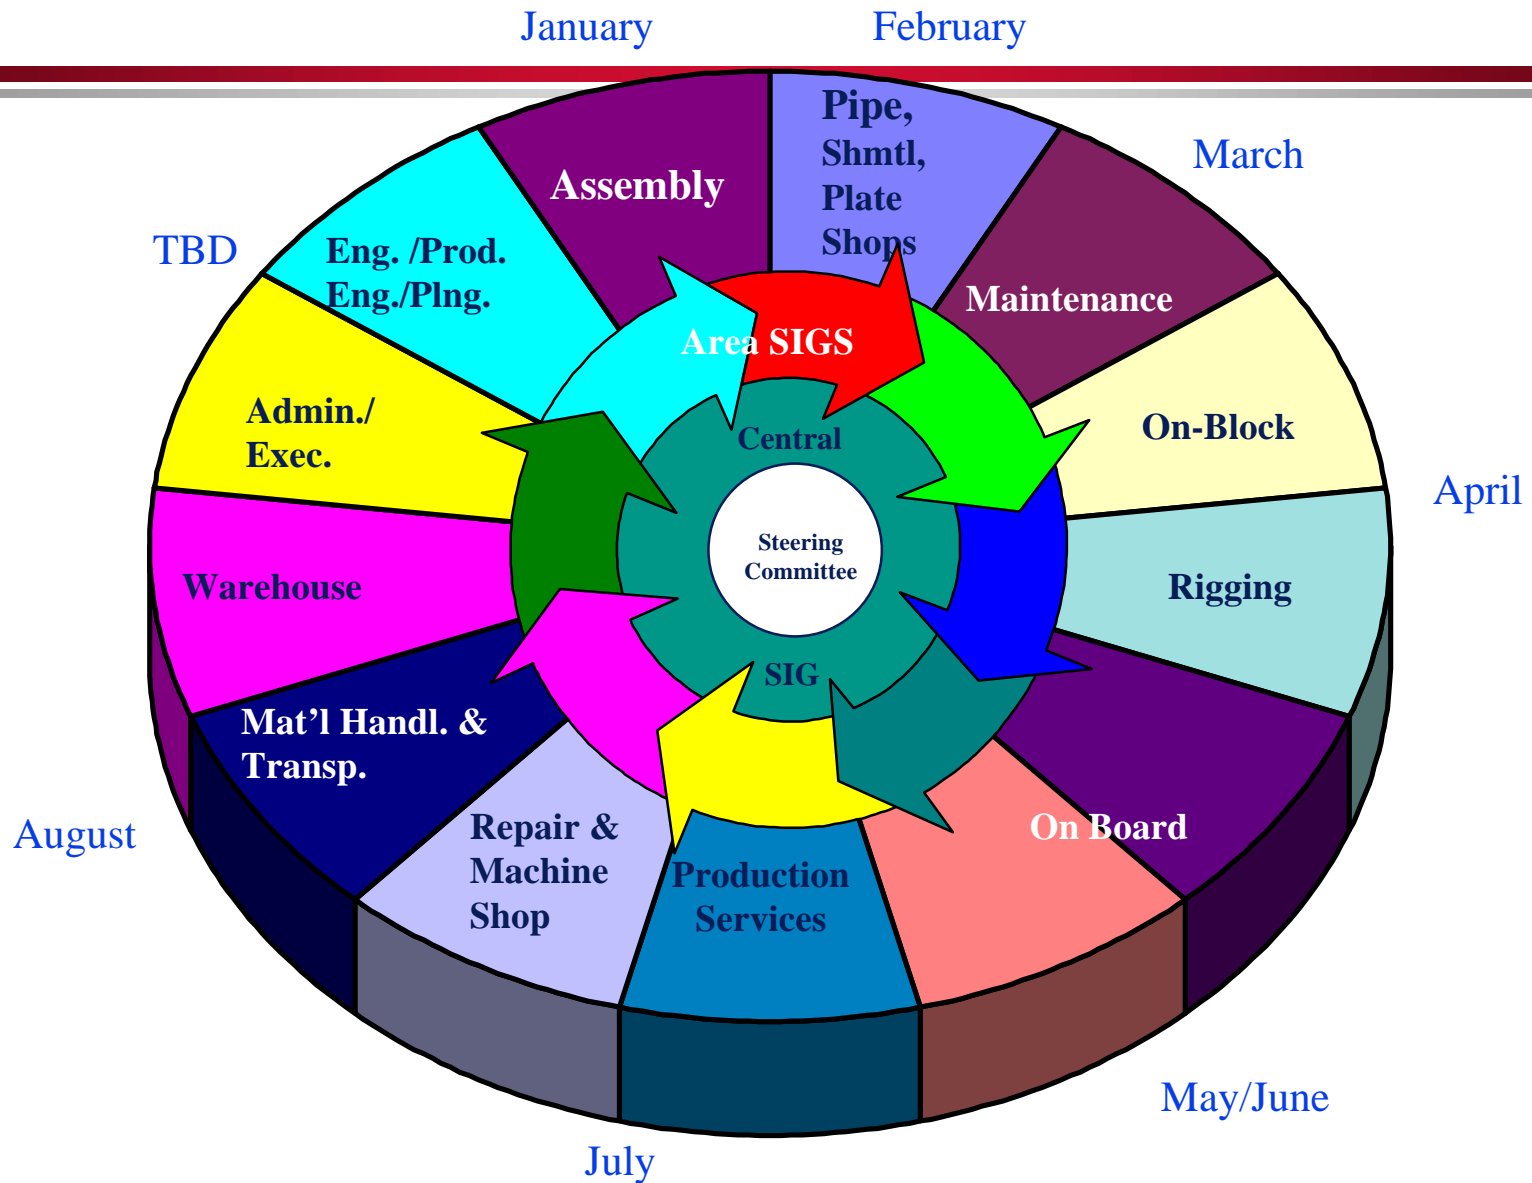 January
February
Pipe,
Shmtl,
Plate
Shops
March
Assembly
TBD
Eng. /Prod.
Eng./Plng.
Maintenance
Area SIGS
Admin./
Exec.
On-Block
Central
April
Steering
Committee
Warehouse
Rigging
SIG
Mat’l Handl. &
Transp.
August
Repair &
Machine
Shop
On Board
Production
Services
May/June
July